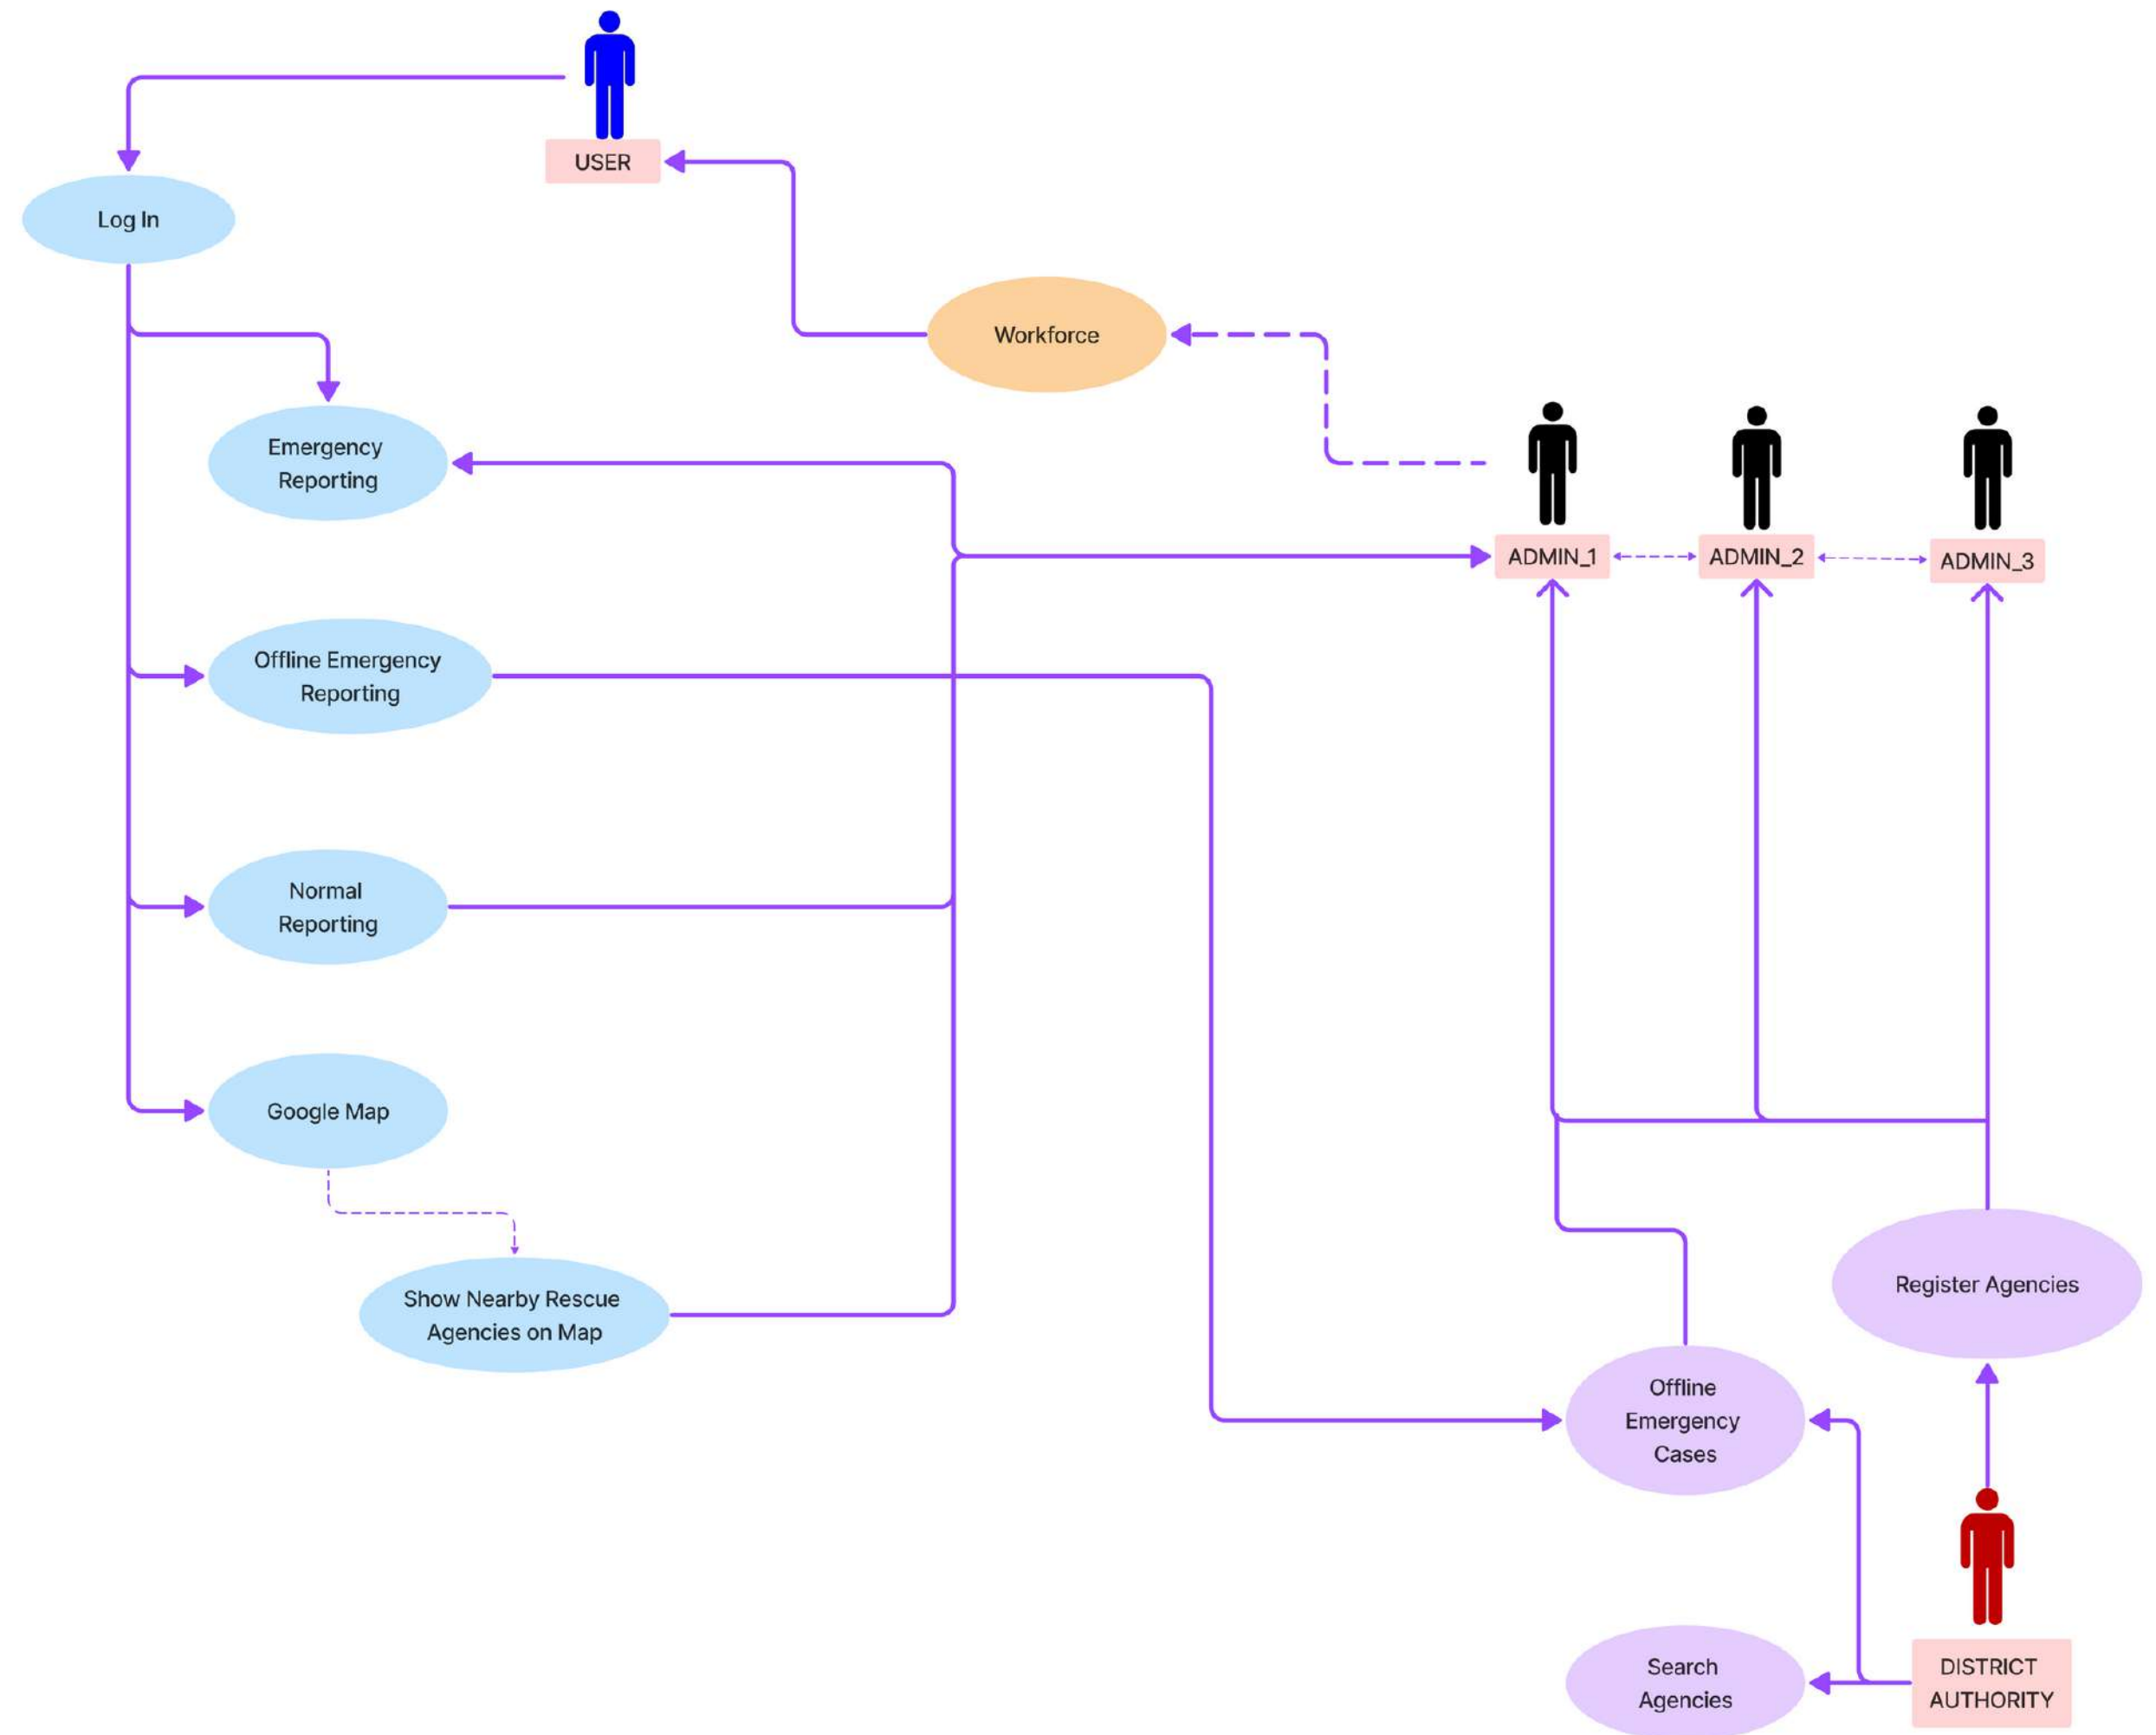 USER
Log In
Workforce
Emergency
Reporting
ADMIN_1
ADMIN_2
ADMIN_3
Offline Emergency
Reporting
Normal
Reporting
Google Map
Show Nearby Rescue
Agencies on Map
Register Agencies
Offline
Emergency
Cases
Search
Agencies
DISTRICT
AUTHORITY